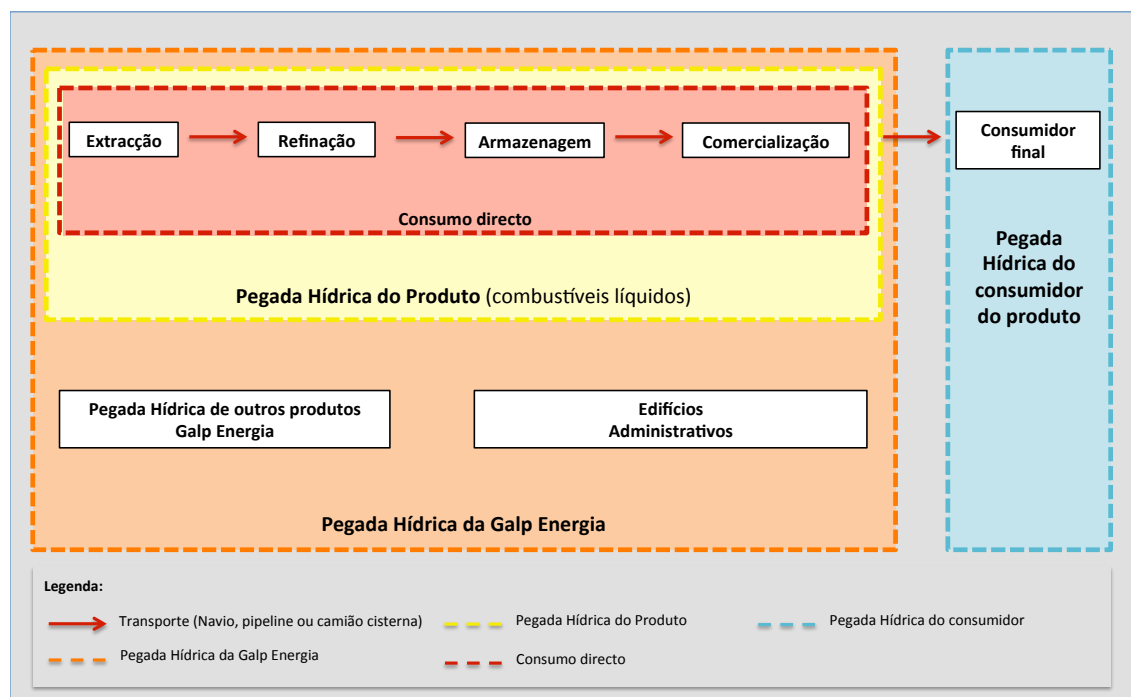 Extracção
Refinação
Armazenagem
Comercialização
Consumidor
final
Consumo directo
Pegada Hídrica do Produto (combustíveis líquidos)
Pegada
Hídrica do
consumidor
do produto
Pegada Hídrica de outros produtos
Galp Energia
Edifícios
Administrativos
Pegada Hídrica da Galp Energia
Legenda:
Transporte (Navio, pipeline ou camião cisterna)
Pegada Hídrica do Produto
Pegada Hídrica do consumidor
Pegada Hídrica da Galp Energia
Consumo directo